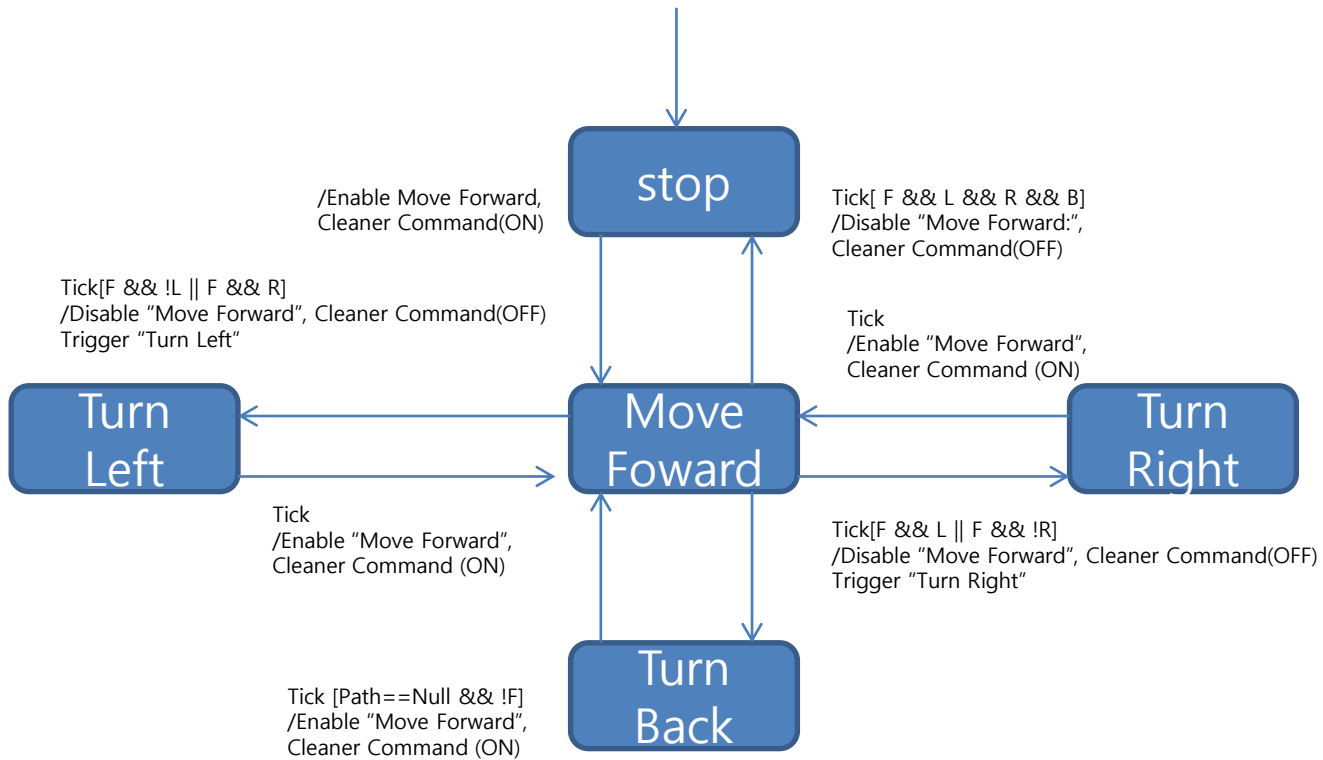 stop
/Enable Move Forward,
Cleaner Command(ON)
Tick[ F && L && R && B]
/Disable “Move Forward:”,
Cleaner Command(OFF)
Tick[F && !L || F && R]
/Disable “Move Forward”, Cleaner Command(OFF)
Trigger “Turn Left”
Tick
/Enable “Move Forward”,
Cleaner Command (ON)
Turn
Left
Move
Foward
Turn
Right
Tick
/Enable “Move Forward”,
Cleaner Command (ON)
Tick[F && L || F && !R]
/Disable “Move Forward”, Cleaner Command(OFF)
Trigger “Turn Right”
Turn
Back
Tick [Path==Null && !F]
/Enable “Move Forward”,
Cleaner Command (ON)